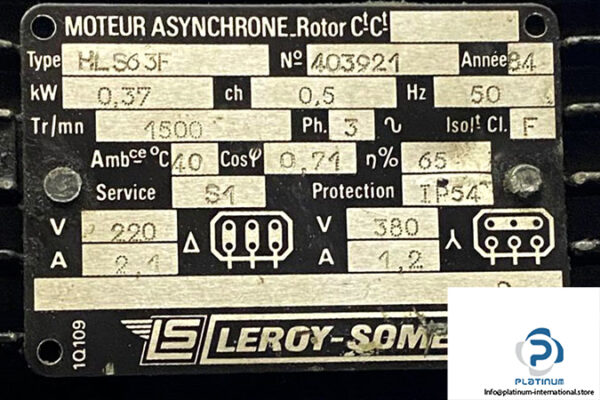 MOTEUR ASYNCHRONE_Rotor CᵗCᵗ
Type HLS63F Nº 403921 Année 84
kW 0,37 ch 0,5 Hz 50
Tr/mn 1500 Ph. 3 ∿ Isolᵗ Cl. F
Ambᶜᵉ ºC 40 Cosφ 0,71 η% 65
Service S1 Protection IP54
V 220 Δ V 380 ⅄
A 2,1 A 1,2
1Q109
LS LEROY-SOME
PLATINUM
Info@platinum-international.store